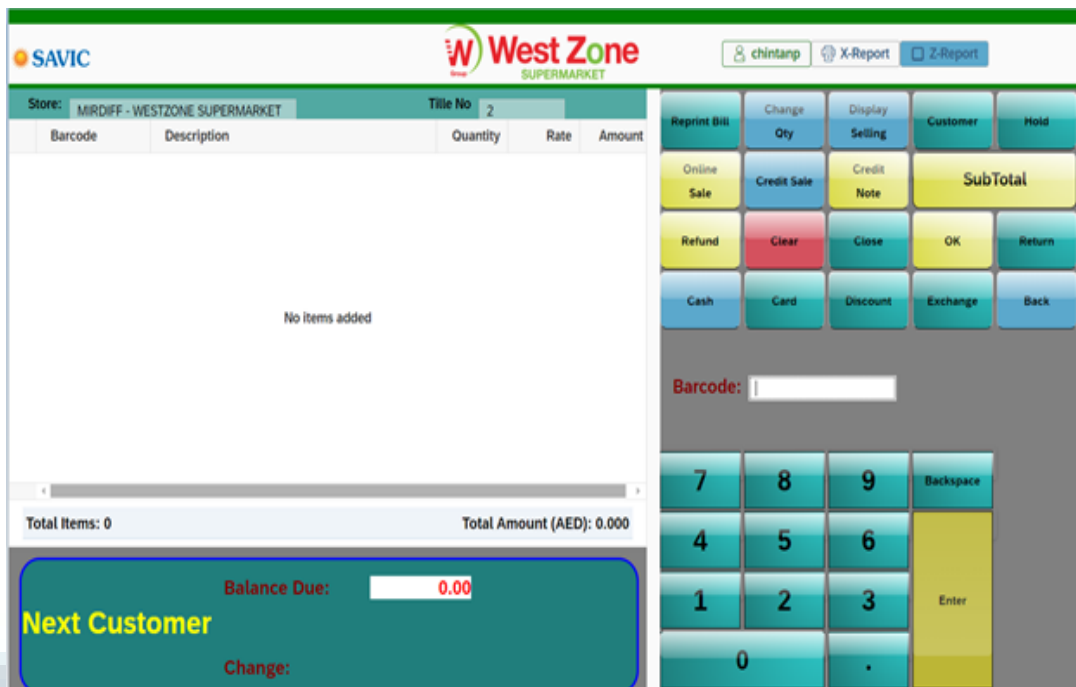 SAVIC
West Zone
SUPERMARKET
Group
chintanp X-Report Z-Report
Store: MIRDIFF - WESTZONE SUPERMARKET Tille No 2
Barcode Description Quantity Rate Amount
No items added
Total Items: 0 Total Amount (AED): 0.000
Balance Due: 0.00
Next Customer
Change:
Reprint Bill Change Qty Display Selling Customer Hold
Online Sale Credit Sale Credit Note SubTotal
Refund Clear Close OK Return
Cash Card Discount Exchange Back
Barcode:
7 8 9 Backspace
4 5 6
1 2 3 Enter
0 .